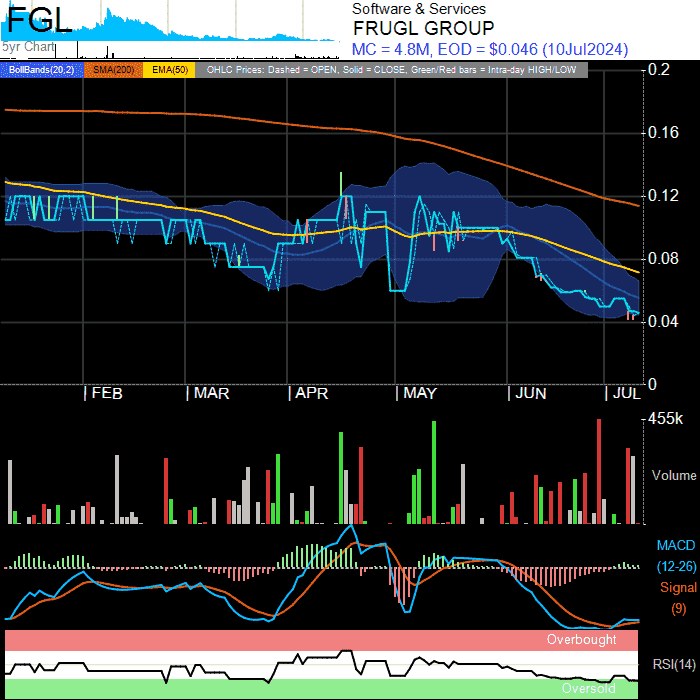 FGL
5yr Chart
Software & Services
FRUGL GROUP
MC = 4.8M, EOD = $0.046 (10Jul2024)
BollBands(20,2) SMA(200) EMA(50) OHLC Prices: Dashed = OPEN, Solid = CLOSE, Green/Red bars = Intra-day HIGH/LOW
0.2
0.16
0.12
0.08
0.04
0
| FEB | MAR | APR | MAY | JUN | JUL
455k
Volume
MACD
(12-26)
Signal
(9)
Overbought
RSI(14)
Oversold